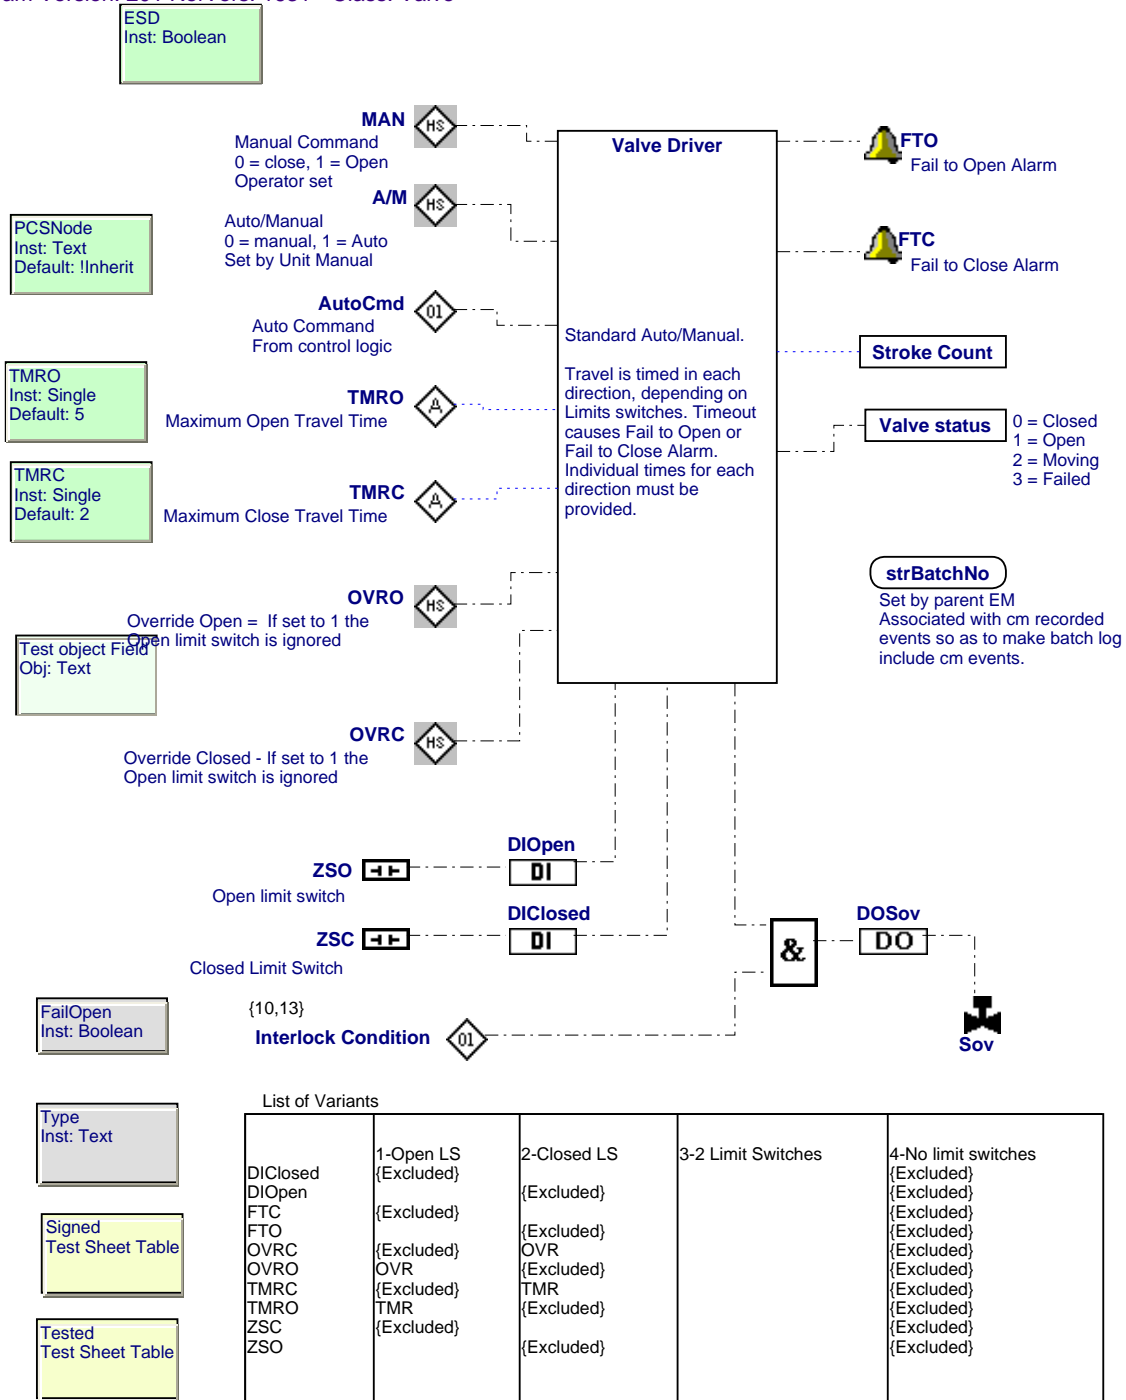 ESD
Inst: Boolean
MAN
Manual Command
0 = close, 1 = Open
Operator set
HS
A/M
Auto/Manual
0 = manual, 1 = Auto
Set by Unit Manual
HS
PCSNode
Inst: Text
Default: !Inherit
AutoCmd
Auto Command
From control logic
01
TMRO
Inst: Single
Default: 5
TMRO
Maximum Open Travel Time
A
TMRC
Inst: Single
Default: 2
TMRC
Maximum Close Travel Time
A
OVRO
Override Open =  If set to 1 the
Open limit switch is ignored
HS
Test object Field
Obj: Text
OVRC
Override Closed - If set to 1 the
Open limit switch is ignored
HS
Valve Driver
Standard Auto/Manual.
Travel is timed in each
direction, depending on
Limits switches. Timeout
causes Fail to Open or
Fail to Close Alarm.
Individual times for each
direction must be
provided.
FTO
Fail to Open Alarm
FTC
Fail to Close Alarm
Stroke Count
Valve status
0 = Closed
1 = Open
2 = Moving
3 = Failed
strBatchNo
Set by parent EM
Associated with cm recorded
events so as to make batch log
include cm events.
ZSO
Open limit switch
DIOpen
DI
ZSC
Closed Limit Switch
DIClosed
DI
&
DOSov
DO
Sov
{10,13}
Interlock Condition
01
FailOpen
Inst: Boolean
Type
Inst: Text
Signed
Test Sheet Table
Tested
Test Sheet Table
List of Variants
1-Open LS 2-Closed LS 3-2 Limit Switches 4-No limit switches
DIClosed {Excluded} {Excluded}
DIOpen {Excluded} {Excluded}
FTC {Excluded} {Excluded}
FTO {Excluded} {Excluded}
OVRC {Excluded} OVR {Excluded}
OVRO OVR {Excluded} {Excluded}
TMRC {Excluded} TMR {Excluded}
TMRO TMR {Excluded} {Excluded}
ZSC {Excluded} {Excluded}
ZSO {Excluded} {Excluded}